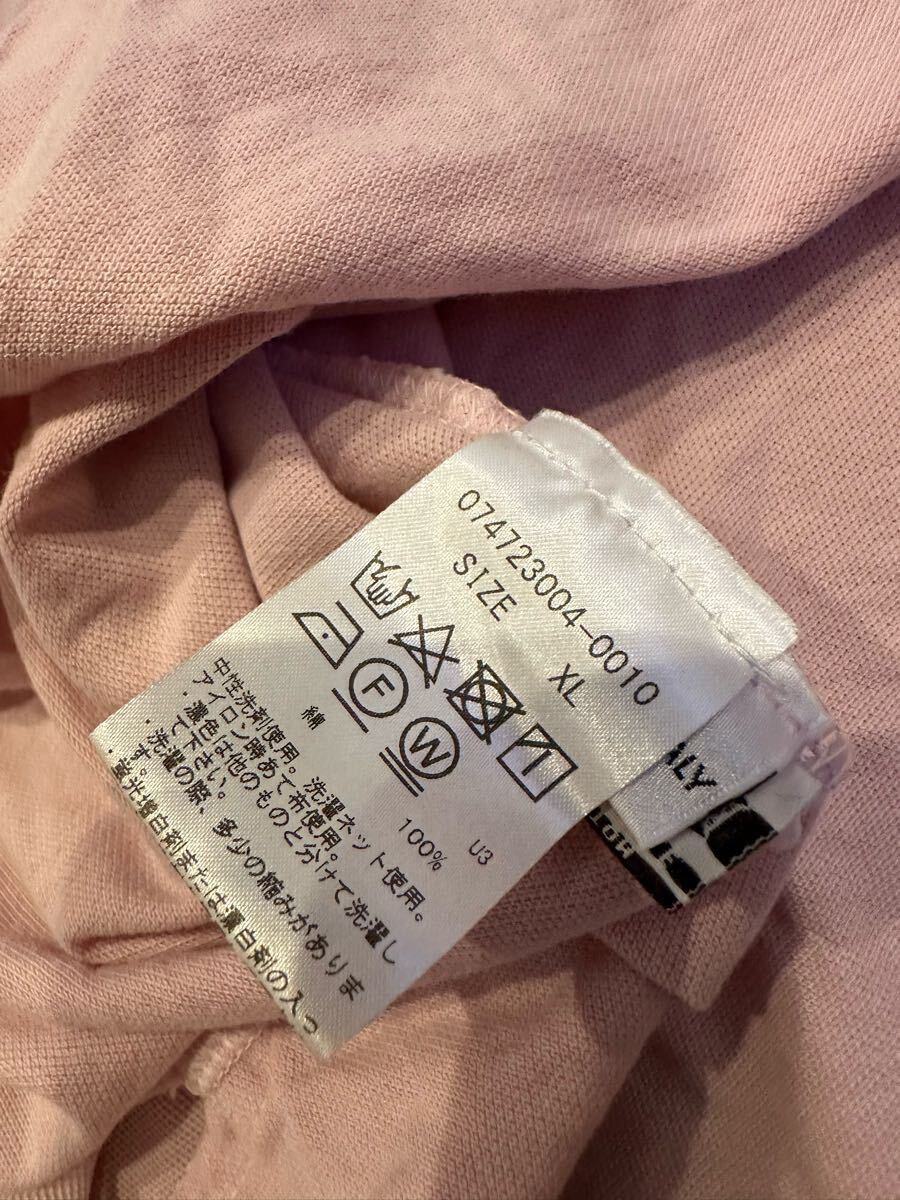 074723004-0010
SIZE XL
F
W
綿 100% U3
中性洗剤使用。洗濯ネット使用。
アイロン時あて布使用。
濃色は他のものと分けて洗濯し
て下さい。
洗濯の際、多少の縮みがありま
す。
蛍光増白剤または漂白剤の入っ
ALY